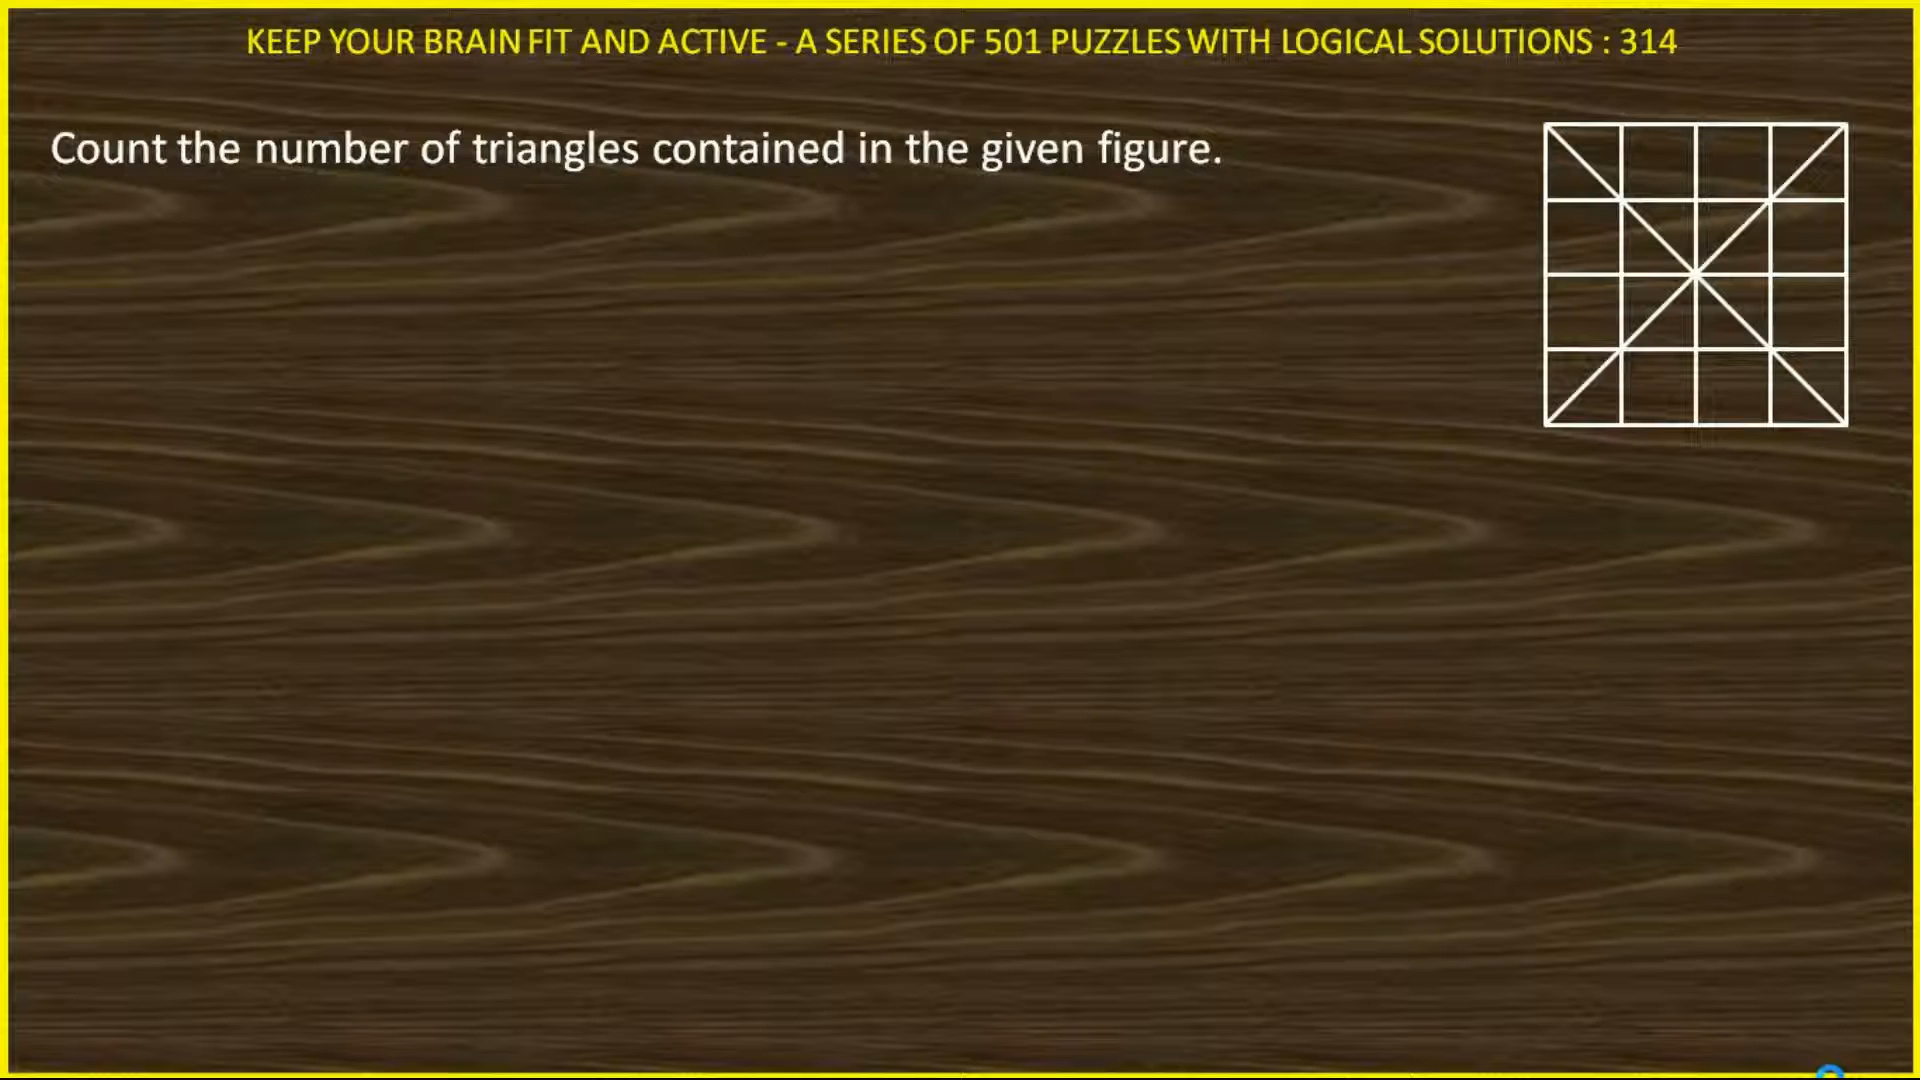 KEEP YOUR BRAIN FIT AND ACTIVE - A SERIES OF 501 PUZZLES WITH LOGICAL SOLUTIONS : 314
Count the number of triangles contained in the given figure.